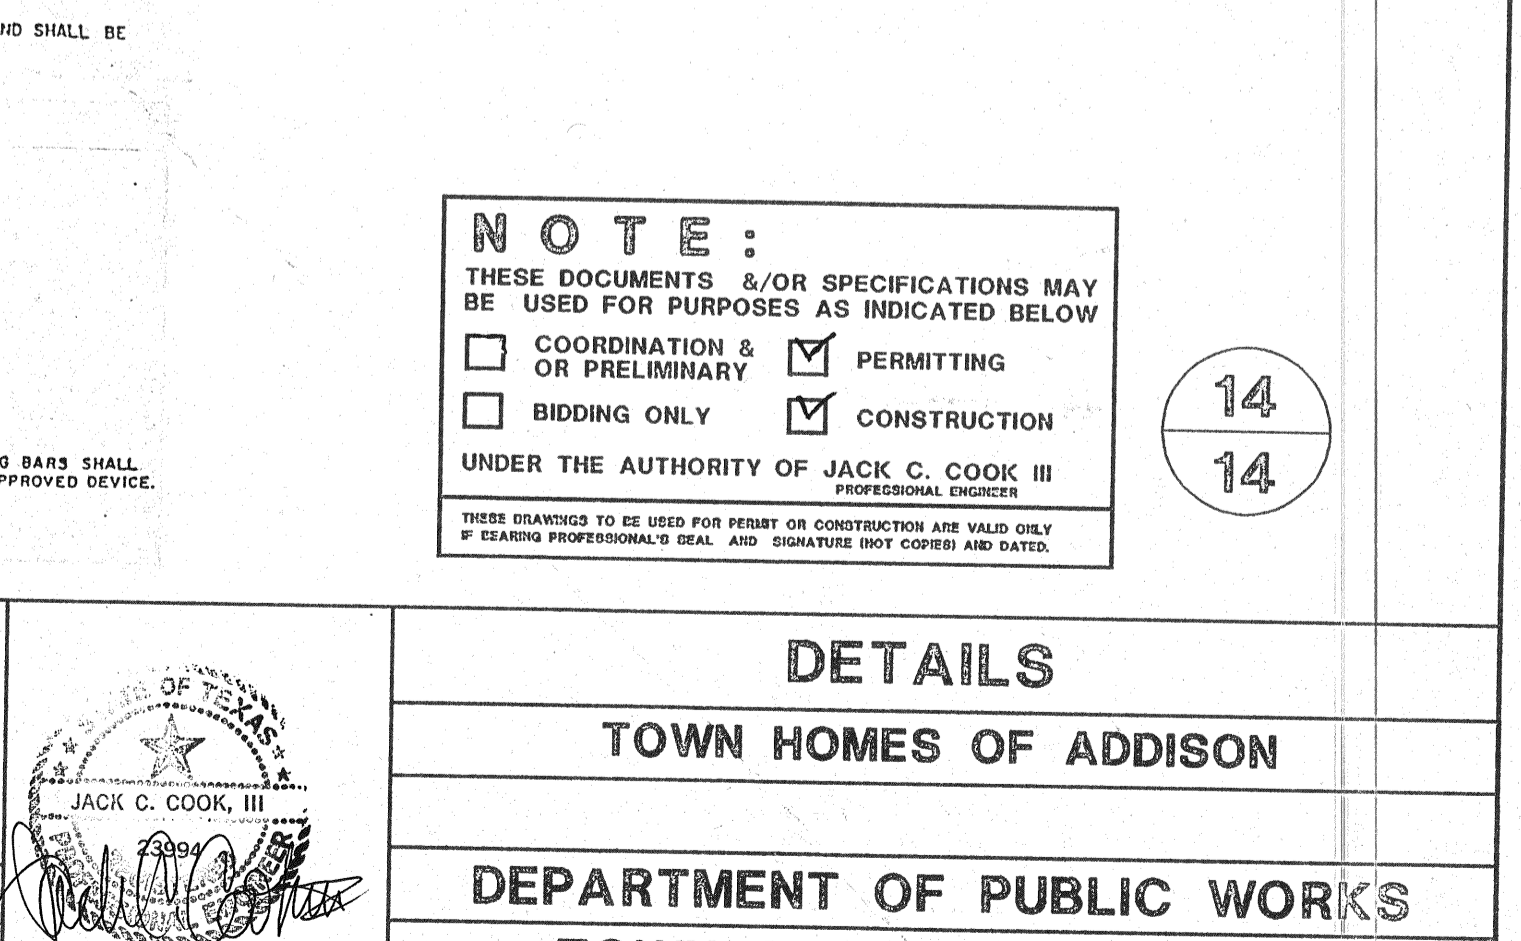 ND SHALL BE
G BARS SHALL
PPROVED DEVICE.
NOTE:
THESE DOCUMENTS &/OR SPECIFICATIONS MAY
BE USED FOR PURPOSES AS INDICATED BELOW
COORDINATION &
OR PRELIMINARY
PERMITTING
BIDDING ONLY
CONSTRUCTION
UNDER THE AUTHORITY OF JACK C. COOK III
PROFESSIONAL ENGINEER
THESE DRAWINGS TO BE USED FOR PERMIT OR CONSTRUCTION ARE VALID ONLY
IF BEARING PROFESSIONAL'S SEAL AND SIGNATURE (NOT COPIES) AND DATED.
14
14
STATE OF TEXAS
JACK C. COOK, III
23994
DETAILS
TOWN HOMES OF ADDISON
DEPARTMENT OF PUBLIC WORKS